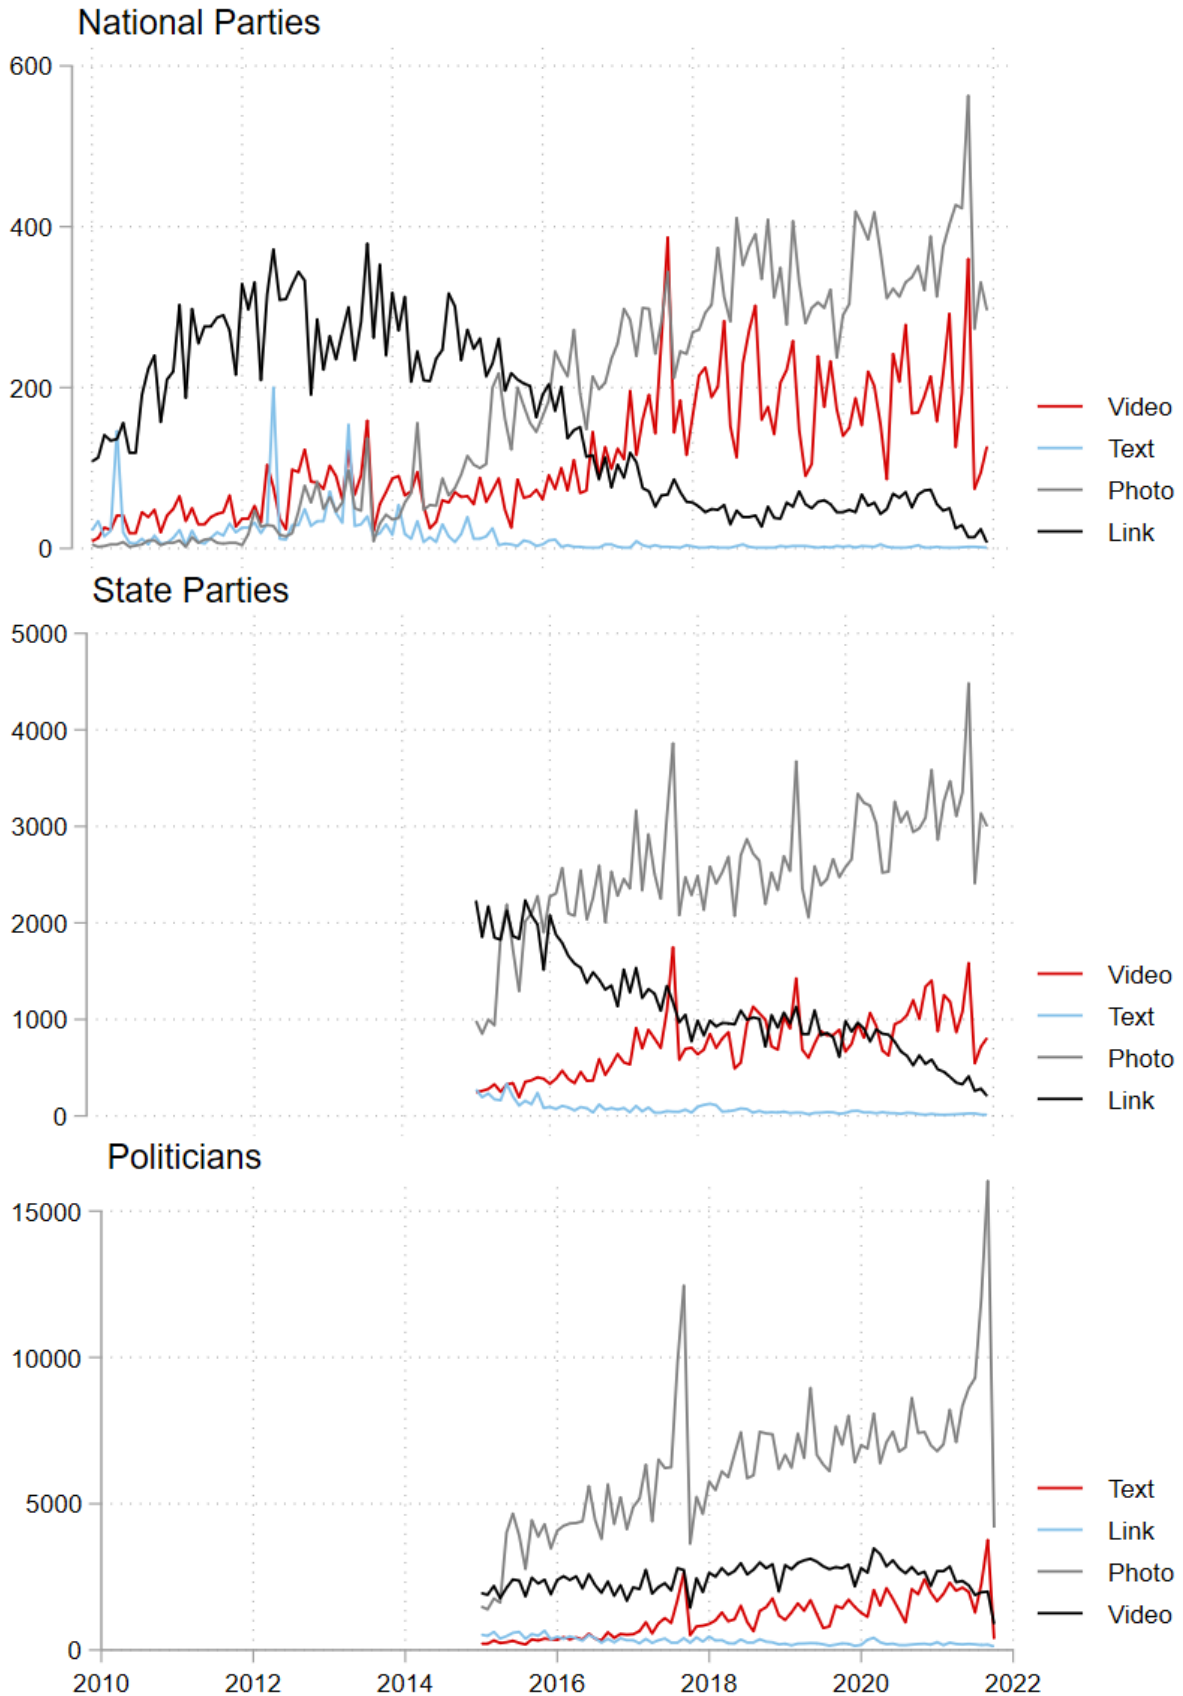 National Parties
600
400
200
0
Video
Text
Photo
Link
State Parties
5000
4000
3000
2000
1000
0
Video
Text
Photo
Link
Politicians
15000
10000
5000
0
Text
Link
Photo
Video
2010 2012 2014 2016 2018 2020 2022